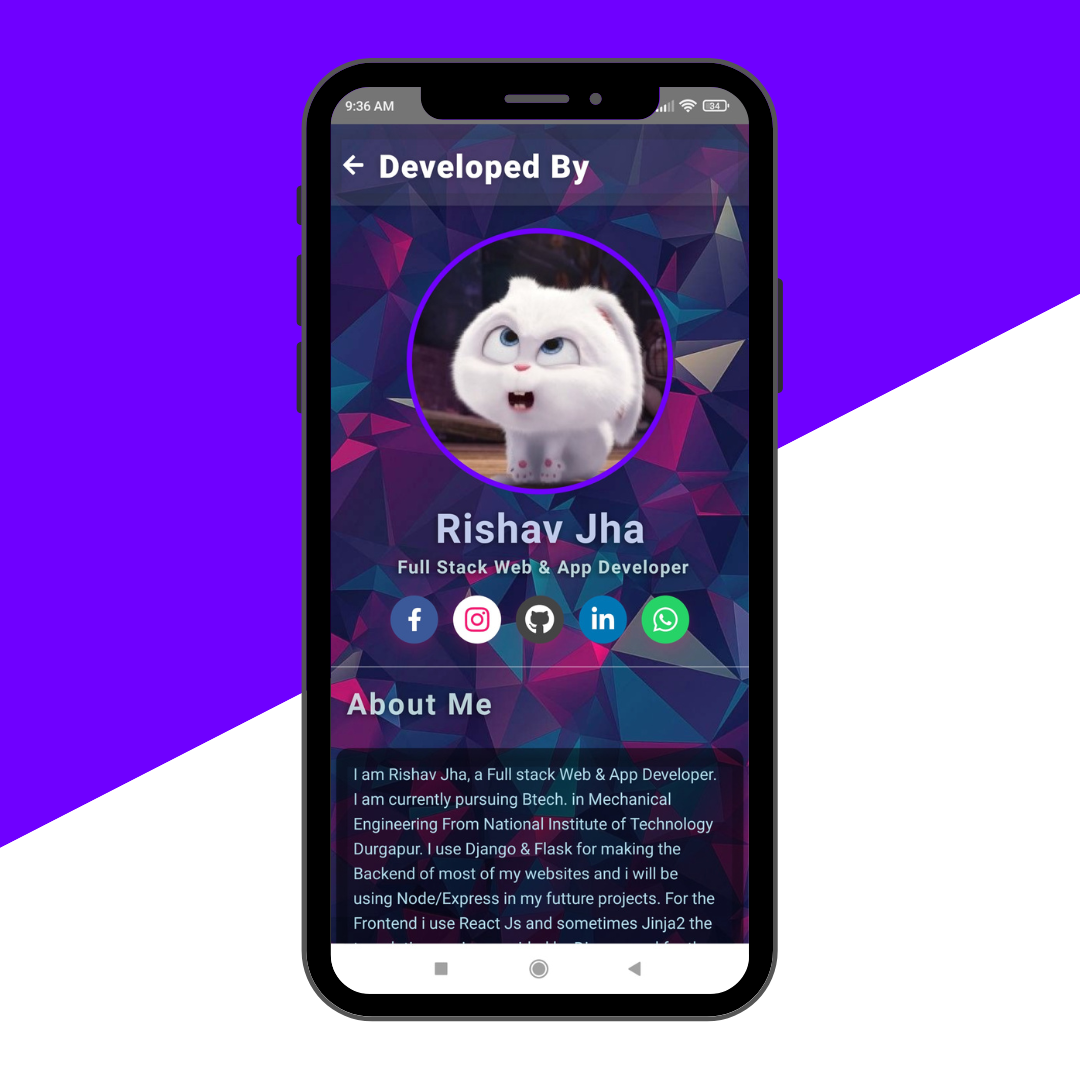 9:36 AM
34
Developed By
Rishav Jha
Full Stack Web & App Developer
About Me
I am Rishav Jha, a Full stack Web & App Developer.
I am currently pursuing Btech. in Mechanical
Engineering From National Institute of Technology
Durgapur. I use Django & Flask for making the
Backend of most of my websites and i will be
using Node/Express in my futture projects. For the
Frontend i use React Js and sometimes Jinja2 the